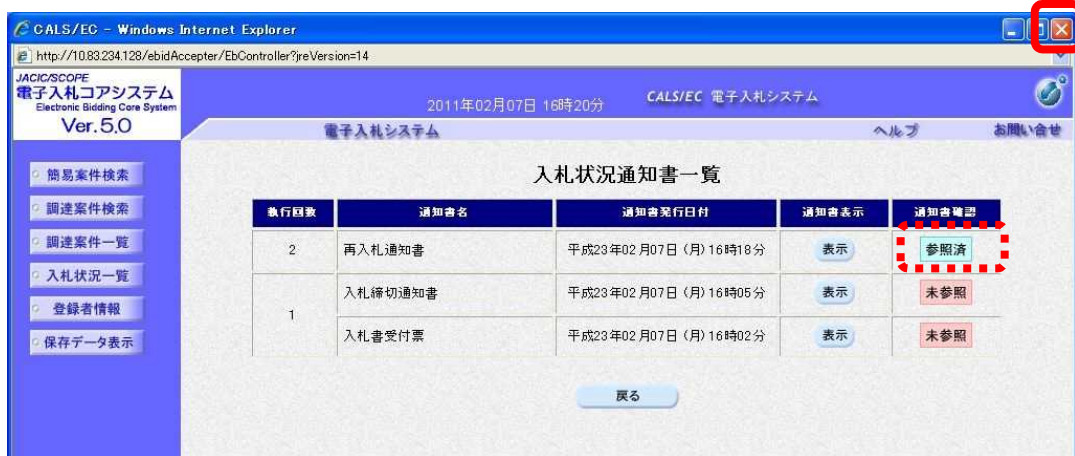 CALS/EC - Windows Internet Explorer
http://10.83.234.128/ebidAccepter/EbController?jreVersion=14
JACIC/SCOPE
電子入札コアシステム
Electronic Bidding Core System
Ver.5.0
2011年02月07日 16時20分
CALS/EC 電子入札システム
電子入札システム
ヘルプ
お問い合せ
簡易案件検索
調達案件検索
調達案件一覧
入札状況一覧
登録者情報
保存データ表示
入札状況通知書一覧
執行回数 通知書名 通知書発行日付 通知書表示 通知書確認
2 再入札通知書 平成23年02月07日 (月) 16時18分 表示 参照済
1 入札締切通知書 平成23年02月07日 (月) 16時05分 表示 未参照
入札書受付票 平成23年02月07日 (月) 16時02分 表示 未参照
戻る